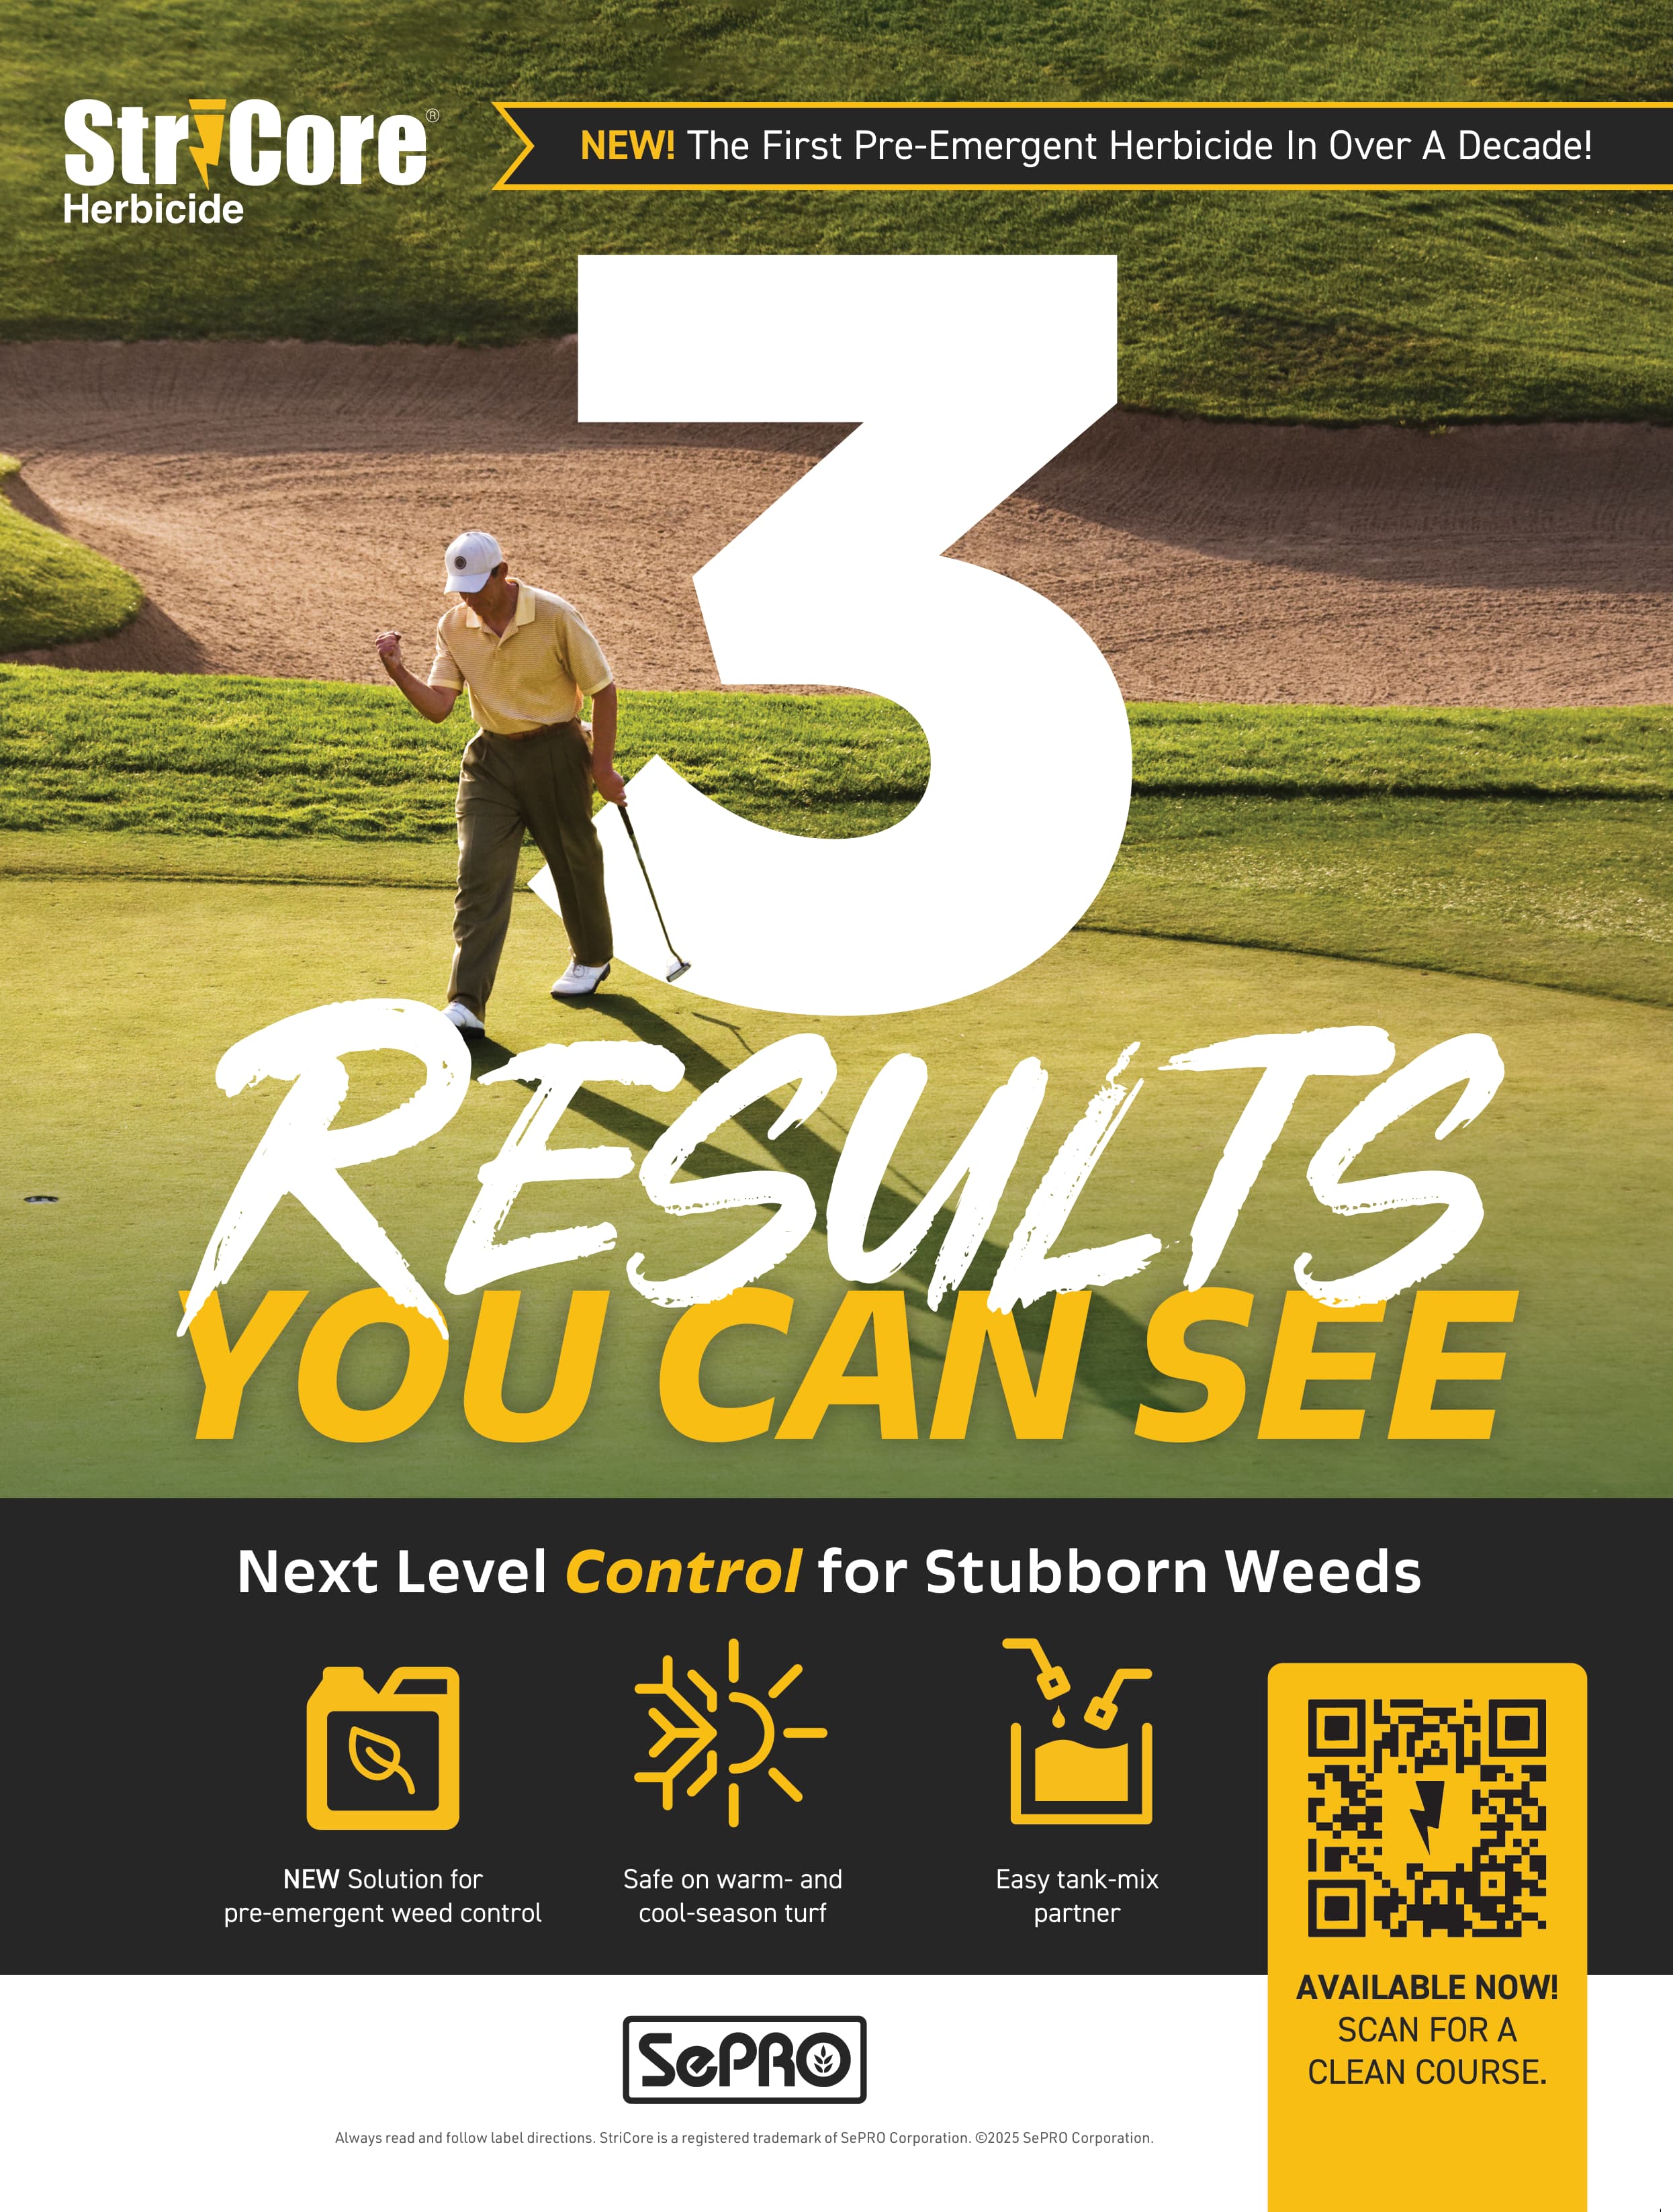 StriCore®
Herbicide
NEW! The First Pre-Emergent Herbicide In Over A Decade!
3
RESULTS
YOU CAN SEE
Next Level Control for Stubborn Weeds
NEW Solution for
pre-emergent weed control
Safe on warm- and
cool-season turf
Easy tank-mix
partner
AVAILABLE NOW!
SCAN FOR A
CLEAN COURSE.
SePRO
Always read and follow label directions. StriCore is a registered trademark of SePRO Corporation. ©2025 SePRO Corporation.